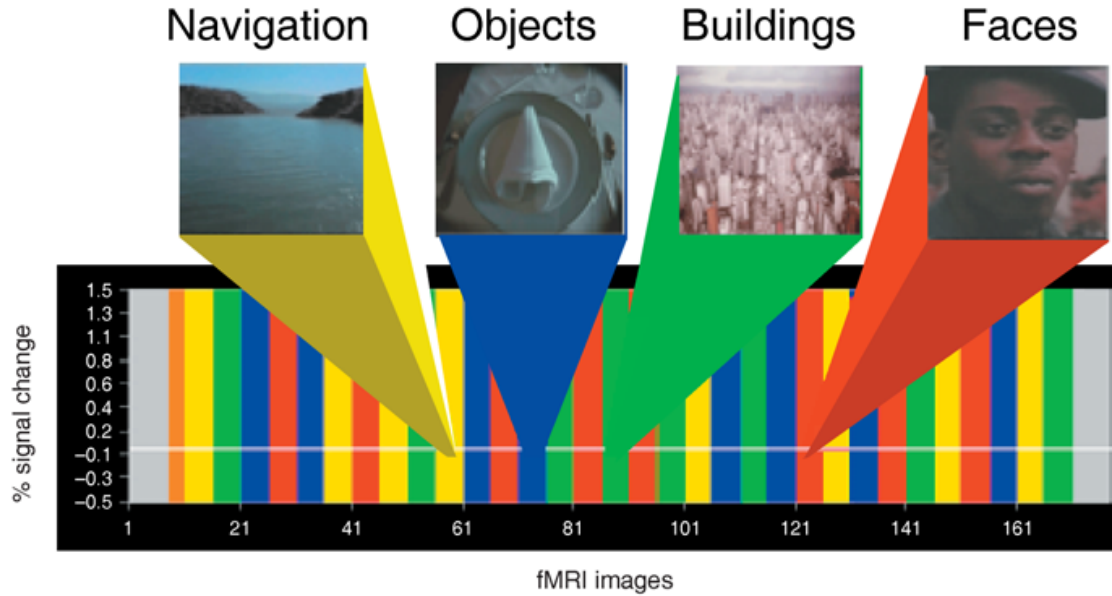 Navigation Objects Buildings Faces
1.5
1.3
1.1
0.8
0.6
0.4
0.2
−0.1
−0.3
−0.5
% signal change
1 21 41 61 81 101 121 141 161
fMRI images